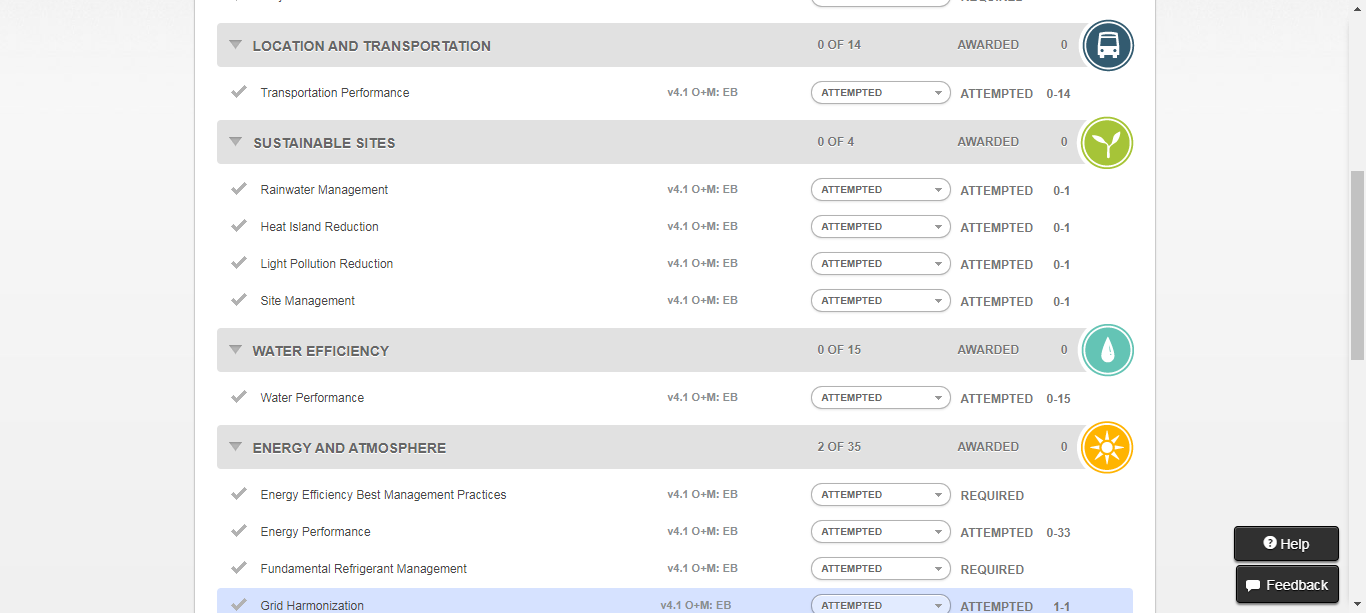 LOCATION AND TRANSPORTATION 0 OF 14 AWARDED 0
Transportation Performance v4.1 O+M: EB ATTEMPTED ATTEMPTED 0-14
SUSTAINABLE SITES 0 OF 4 AWARDED 0
Rainwater Management v4.1 O+M: EB ATTEMPTED ATTEMPTED 0-1
Heat Island Reduction v4.1 O+M: EB ATTEMPTED ATTEMPTED 0-1
Light Pollution Reduction v4.1 O+M: EB ATTEMPTED ATTEMPTED 0-1
Site Management v4.1 O+M: EB ATTEMPTED ATTEMPTED 0-1
WATER EFFICIENCY 0 OF 15 AWARDED 0
Water Performance v4.1 O+M: EB ATTEMPTED ATTEMPTED 0-15
ENERGY AND ATMOSPHERE 2 OF 35 AWARDED 0
Energy Efficiency Best Management Practices v4.1 O+M: EB ATTEMPTED REQUIRED
Energy Performance v4.1 O+M: EB ATTEMPTED ATTEMPTED 0-33
Fundamental Refrigerant Management v4.1 O+M: EB ATTEMPTED REQUIRED
Grid Harmonization v4.1 O+M: EB ATTEMPTED ATTEMPTED 1-1
Help
Feedback